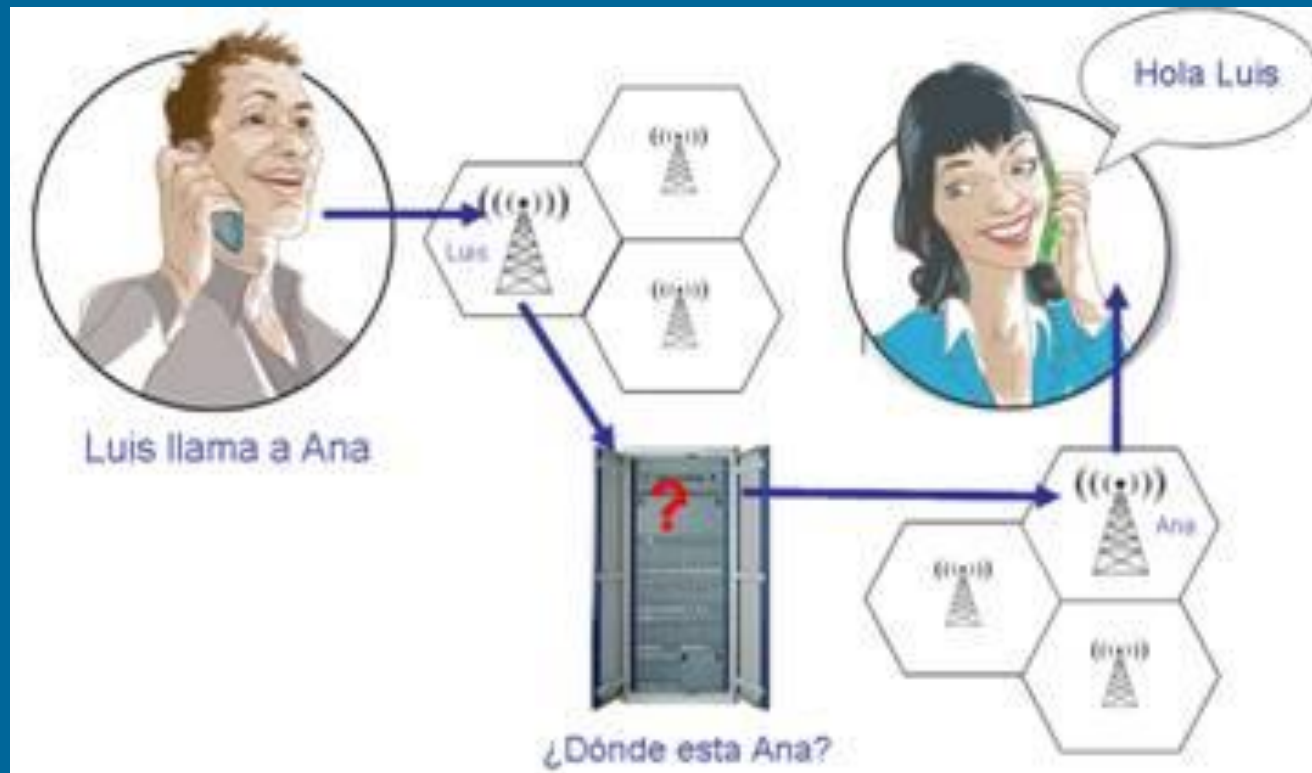 Hola Luis
Luis
Luis llama a Ana
?
Ana
¿Dónde esta Ana?